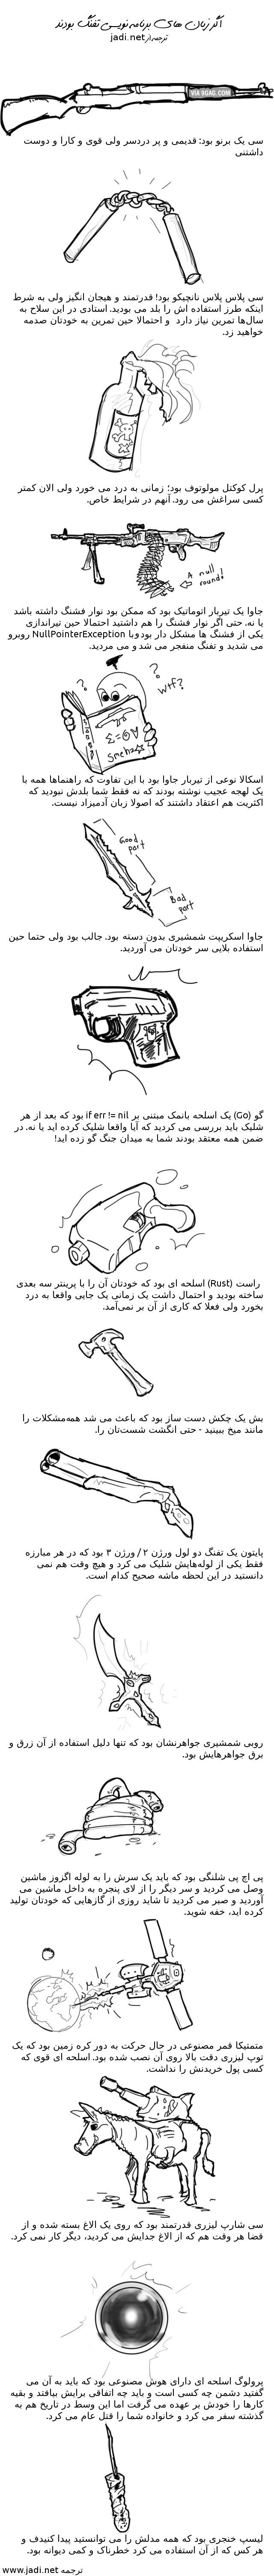 اگر زبان های برنامه نویسی تفنگ بودند
ترجمه از jadi.net
VIA 9GAG.COM
سی یک برنو بود: قدیمی و پر دردسر ولی قوی و کارا و دوست
داشتنی
سی پلاس پلاس نانچیکو بود! قدرتمند و هیجان انگیز ولی به شرط
اینکه طرز استفاده اش را بلد می بودید. استادی در این سلاح به
سال‌ها تمرین نیاز دارد و احتمالا حین تمرین به خودتان صدمه
خواهید زد.
پرل کوکتل مولوتوف بود؛ زمانی به درد می خورد ولی الان کمتر
کسی سراغش می رود. آنهم در شرایط خاص.
A null
round!
جاوا یک تیربار اتوماتیک بود که ممکن بود نوار فشنگ داشته باشد
یا نه. حتی اگر نوار فشنگ را هم داشتید احتمالا حین تیراندازی
یکی از فشنگ ها مشکل دار بود و با NullPointerException روبرو
می شدید و تفنگ منفجر می شد و می مردید.
? ?
wtf?
اسکالا نوعی از تیربار جاوا بود با این تفاوت که راهنماها همه با
یک لهجه عجیب نوشته بودند که نه فقط شما بلدش نبودید که
اکثریت هم اعتقاد داشتند که اصولا زبان آدمیزاد نیست.
Good
part
Bad
part
جاوا اسکریپت شمشیری بدون دسته بود. جالب بود ولی حتما حین
استفاده بلایی سر خودتان می آوردید.
گو (Go) یک اسلحه بانمک مبتنی بر if err != nil بود که بعد از هر
شلیک باید بررسی می کردید که آیا واقعا شلیک کرده اید یا نه. در
ضمن همه معتقد بودند شما به میدان جنگ گو زده اید!
راست (Rust) اسلحه ای بود که خودتان آن را با پرینتر سه بعدی
ساخته بودید و احتمال داشت یک زمانی یک جایی واقعا به درد
بخورد ولی فعلا که کاری از آن بر نمی‌آمد.
بش یک چکش دست ساز بود که باعث می شد همه‌مشکلات را
مانند میخ ببینید - حتی انگشت شست‌تان را.
پایتون یک تفنگ دو لول ورژن ۲ / ورژن ۳ بود که در هر مبارزه
فقط یکی از لوله‌هایش شلیک می کرد و هیچ وقت هم نمی
دانستید در این لحظه ماشه صحیح کدام است.
روبی شمشیری جواهرنشان بود که تنها دلیل استفاده از آن زرق و
برق جواهرهایش بود.
پی اچ پی شلنگی بود که باید یک سرش را به لوله اگزوز ماشین
وصل می کردید و سر دیگر را از لای پنجره به داخل ماشین می
آوردید و صبر می کردید تا شاید روزی از گازهایی که خودتان تولید
کرده اید، خفه شوید.
متمتیکا قمر مصنوعی در حال حرکت به دور کره زمین بود که یک
توپ لیزری دقت بالا روی آن نصب شده بود. اسلحه ای قوی که
کسی پول خریدنش را نداشت.
سی شارپ لیزری قدرتمند بود که روی یک الاغ بسته شده و از
قضا هر وقت هم که از الاغ جدایش می کردید، دیگر کار نمی کرد.
پرولوگ اسلحه ای دارای هوش مصنوعی بود که باید به آن می
گفتید دشمن چه کسی است و باید چه اتفاقی برایش بیافتد و بقیه
کارها را خودش بر عهده می گرفت اما این وسط در تاریخ هم به
گذشته سفر می کرد و خانواده شما را قتل عام می کرد.
لیسپ خنجری بود که همه مدلش را می توانستید پیدا کنیدف و
هر کس که از آن استفاده می کرد خطرناک و کمی دیوانه بود.
ترجمه www.jadi.net